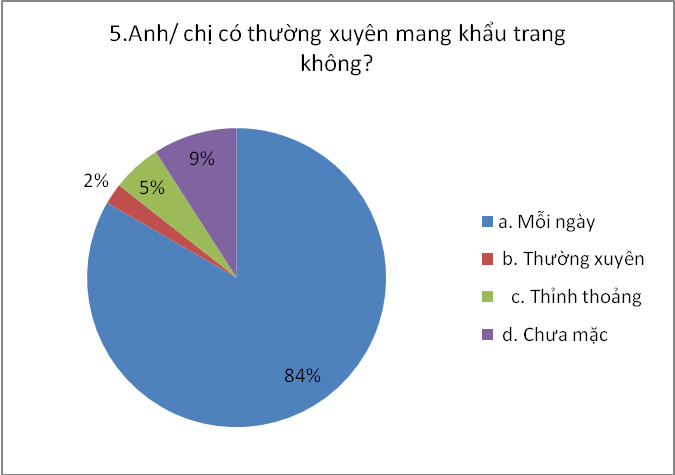 5.Anh/ chị có thường xuyên mang khẩu trang
không?
9%
2%
5%
84%
a. Mỗi ngày
b. Thường xuyên
c. Thỉnh thoảng
d. Chưa mặc